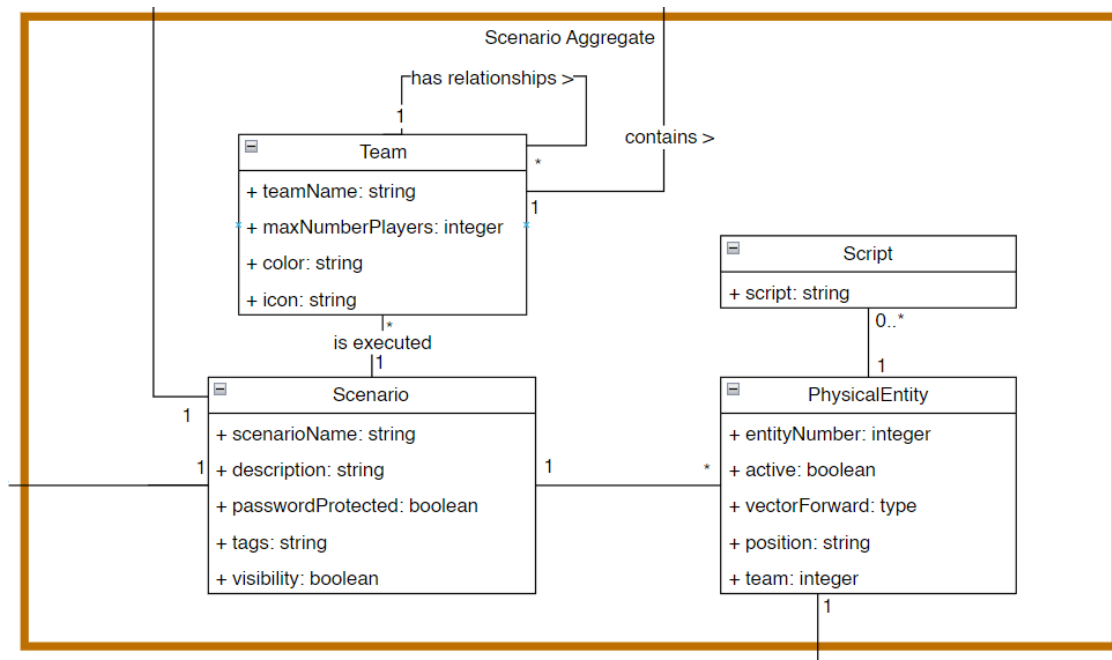 Scenario Aggregate
has relationships >
1
contains >
Team
*
+ teamName: string
1
+ maxNumberPlayers: integer
+ color: string
+ icon: string
Script
+ script: string
*
is executed
1
0..*
1
Scenario
1
+ scenarioName: string
+ description: string
1
+ passwordProtected: boolean
+ tags: string
+ visibility: boolean
1
*
PhysicalEntity
+ entityNumber: integer
+ active: boolean
+ vectorForward: type
+ position: string
+ team: integer
1